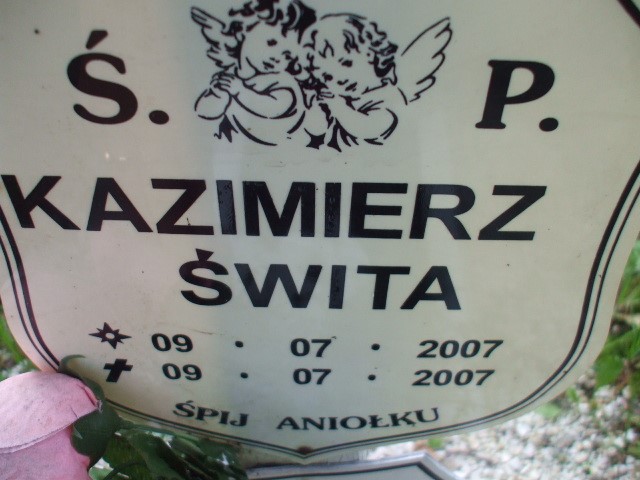 Ś. P.
KAZIMIERZ
ŚWITA
09 • 07 • 2007
✝ 09 • 07 • 2007
ŚPIJ ANIOŁKU